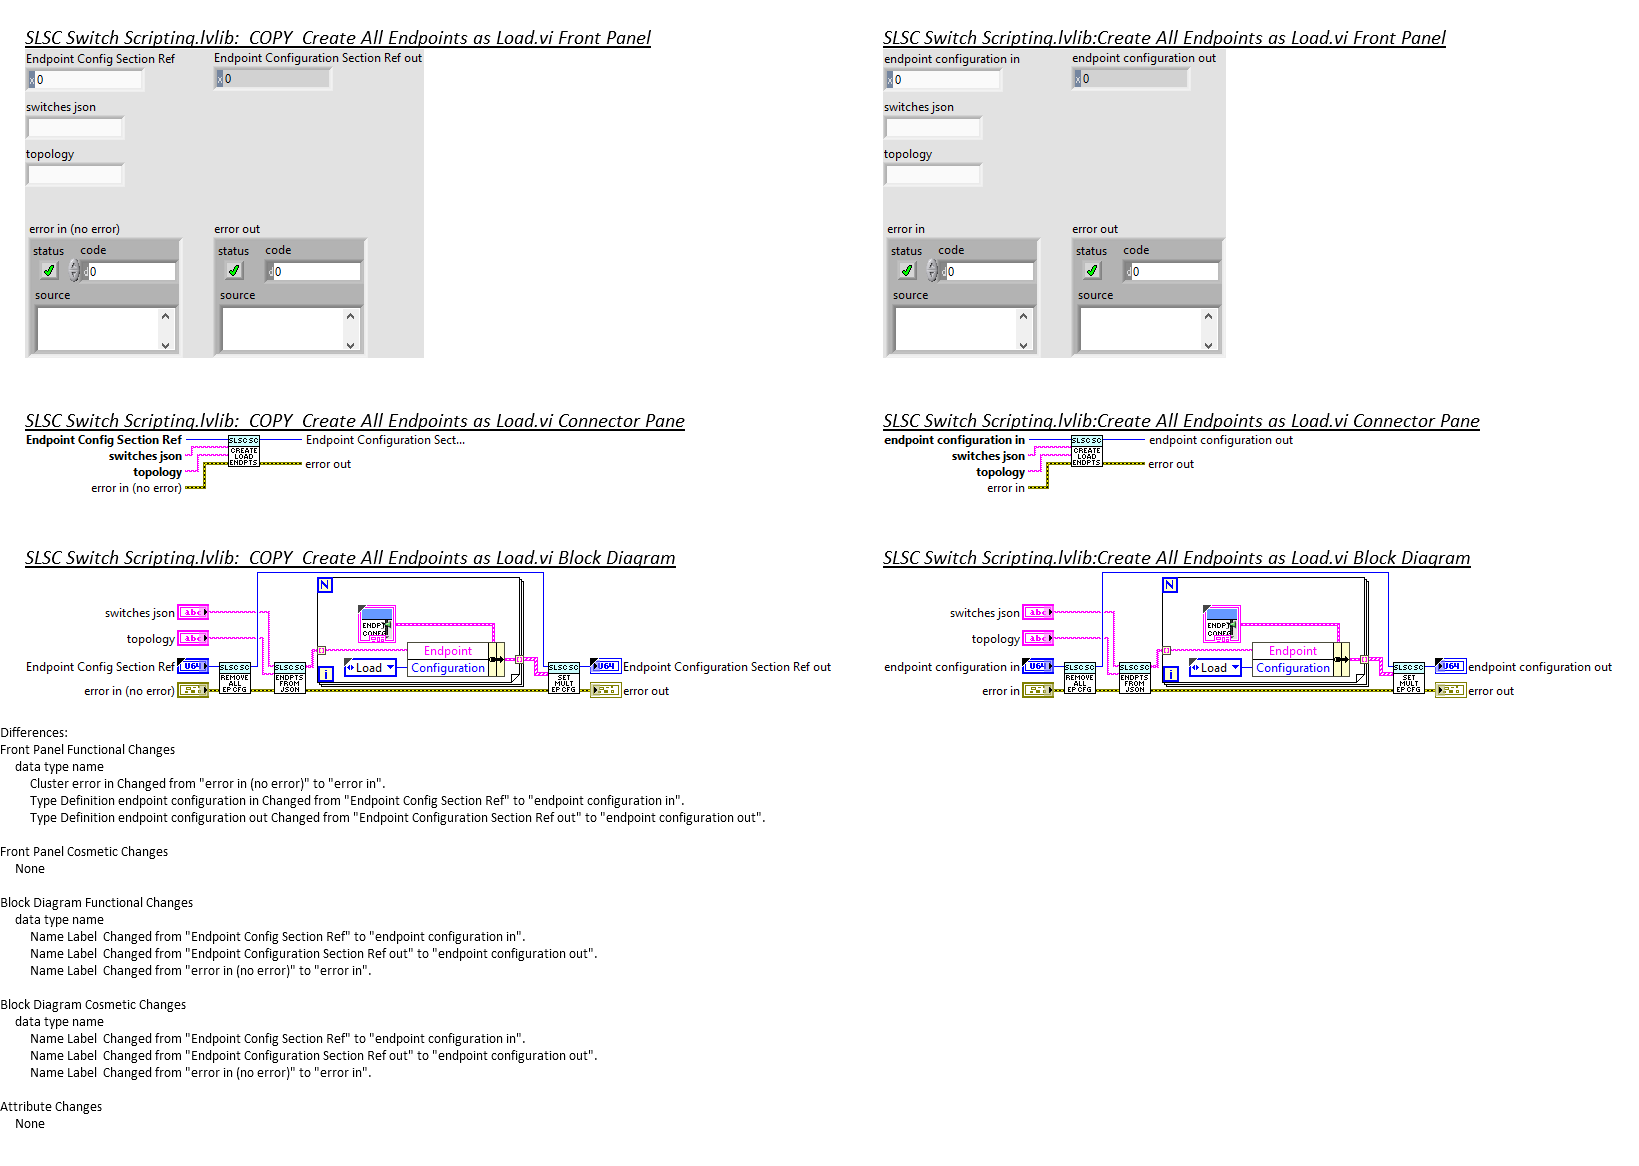 SLSC Switch Scripting.lvlib:_COPY_Create All Endpoints as Load.vi Front Panel
Endpoint Config Section Ref
Endpoint Configuration Section Ref out
x 0
x 0
switches json
topology
error in (no error)
error out
status code
status code
d 0
d 0
source
source
SLSC Switch Scripting.lvlib:Create All Endpoints as Load.vi Front Panel
endpoint configuration in
endpoint configuration out
x 0
x 0
switches json
topology
error in
error out
status code
status code
d 0
d 0
source
source
SLSC Switch Scripting.lvlib:_COPY_Create All Endpoints as Load.vi Connector Pane
Endpoint Config Section Ref
switches json
topology
error in (no error)
SLSC SC
CREATE
LOAD
ENDPTS
Endpoint Configuration Sect...
error out
SLSC Switch Scripting.lvlib:Create All Endpoints as Load.vi Connector Pane
endpoint configuration in
switches json
topology
error in
SLSC SC
CREATE
LOAD
ENDPTS
endpoint configuration out
error out
SLSC Switch Scripting.lvlib:_COPY_Create All Endpoints as Load.vi Block Diagram
N
switches json
abc
topology
abc
Endpoint Config Section Ref
U64
error in (no error)
SLSC SC
REMOVE
ALL
EP CFG
SLSC SC
ENDPTS
FROM
JSON
ENDPT
CONFG
Endpoint
Load
Configuration
i
SLSC SC
SET
MULT
EP CFG
U64
Endpoint Configuration Section Ref out
error out
SLSC Switch Scripting.lvlib:Create All Endpoints as Load.vi Block Diagram
N
switches json
abc
topology
abc
endpoint configuration in
U64
error in
SLSC SC
REMOVE
ALL
EP CFG
SLSC SC
ENDPTS
FROM
JSON
ENDPT
CONFG
Endpoint
Load
Configuration
i
SLSC SC
SET
MULT
EP CFG
U64
endpoint configuration out
error out
Differences:
Front Panel Functional Changes
data type name
Cluster error in Changed from "error in (no error)" to "error in".
Type Definition endpoint configuration in Changed from "Endpoint Config Section Ref" to "endpoint configuration in".
Type Definition endpoint configuration out Changed from "Endpoint Configuration Section Ref out" to "endpoint configuration out".
Front Panel Cosmetic Changes
None
Block Diagram Functional Changes
data type name
Name Label  Changed from "Endpoint Config Section Ref" to "endpoint configuration in".
Name Label  Changed from "Endpoint Configuration Section Ref out" to "endpoint configuration out".
Name Label  Changed from "error in (no error)" to "error in".
Block Diagram Cosmetic Changes
data type name
Name Label  Changed from "Endpoint Config Section Ref" to "endpoint configuration in".
Name Label  Changed from "Endpoint Configuration Section Ref out" to "endpoint configuration out".
Name Label  Changed from "error in (no error)" to "error in".
Attribute Changes
None